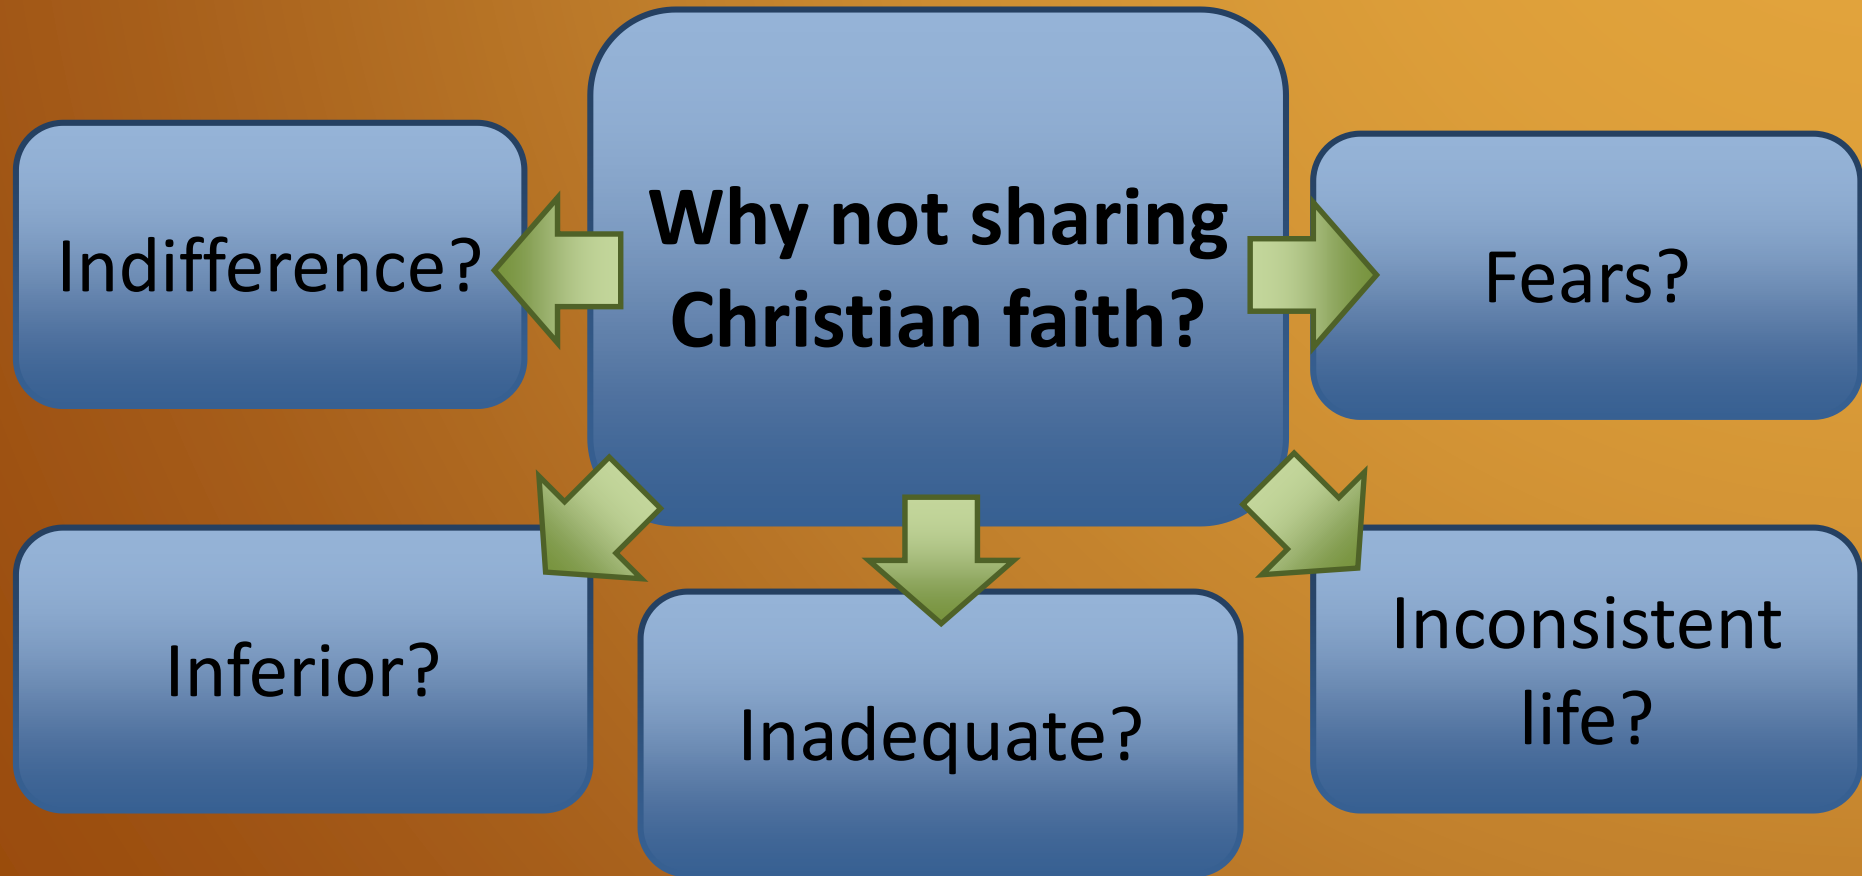 Why not sharing
Christian faith?
Indifference?
Fears?
Inferior?
Inadequate?
Inconsistent
life?